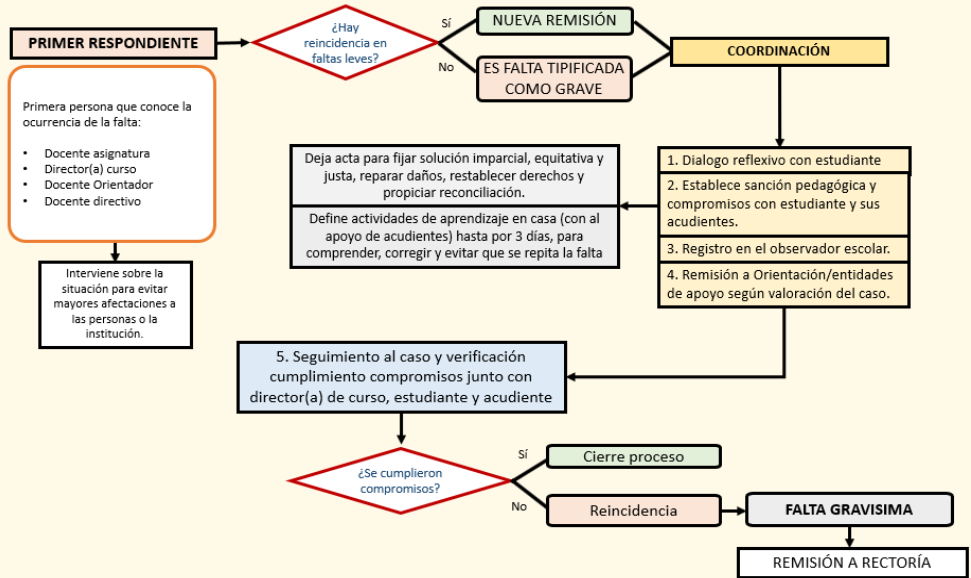 PRIMER RESPONDIENTE
¿Hay
reincidencia en
faltas leves?
Sí
NUEVA REMISIÓN
No
ES FALTA TIPIFICADA
COMO GRAVE
COORDINACIÓN
Primera persona que conoce la
ocurrencia de la falta:
• Docente asignatura
• Director(a) curso
• Docente Orientador
• Docente directivo
Interviene sobre la
situación para evitar
mayores afectaciones a
las personas o la
institución.
1. Dialogo reflexivo con estudiante
2. Establece sanción pedagógica y
compromisos con estudiante y sus
acudientes.
3. Registro en el observador escolar.
4. Remisión a Orientación/entidades
de apoyo según valoración del caso.
Deja acta para fijar solución imparcial, equitativa y
justa, reparar daños, restablecer derechos y
propiciar reconciliación.
Define actividades de aprendizaje en casa (con al
apoyo de acudientes) hasta por 3 días, para
comprender, corregir y evitar que se repita la falta
5. Seguimiento al caso y verificación
cumplimiento compromisos junto con
director(a) de curso, estudiante y acudiente
¿Se cumplieron
compromisos?
Sí
Cierre proceso
No
Reincidencia
FALTA GRAVISIMA
REMISIÓN A RECTORÍA